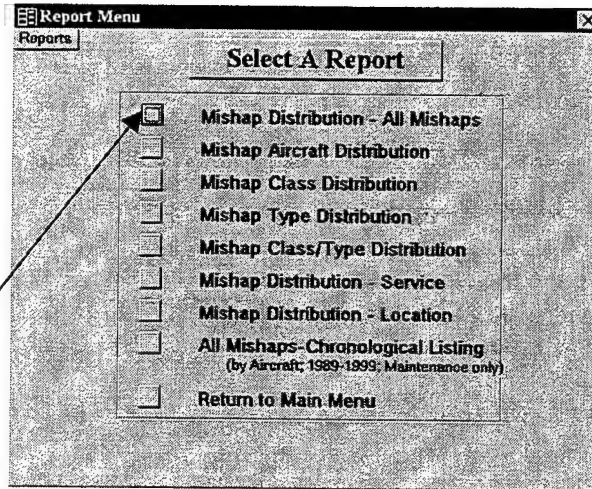 Report Menu
Reports
Select A Report
Mishap Distribution - All Mishaps
Mishap Aircraft Distribution
Mishap Class Distribution
Mishap Type Distribution
Mishap Class/Type Distribution
Mishap Distribution - Service
Mishap Distribution - Location
All Mishaps-Chronological Listing
(by Aircraft; 1989-1999; Maintenance only)
Return to Main Menu